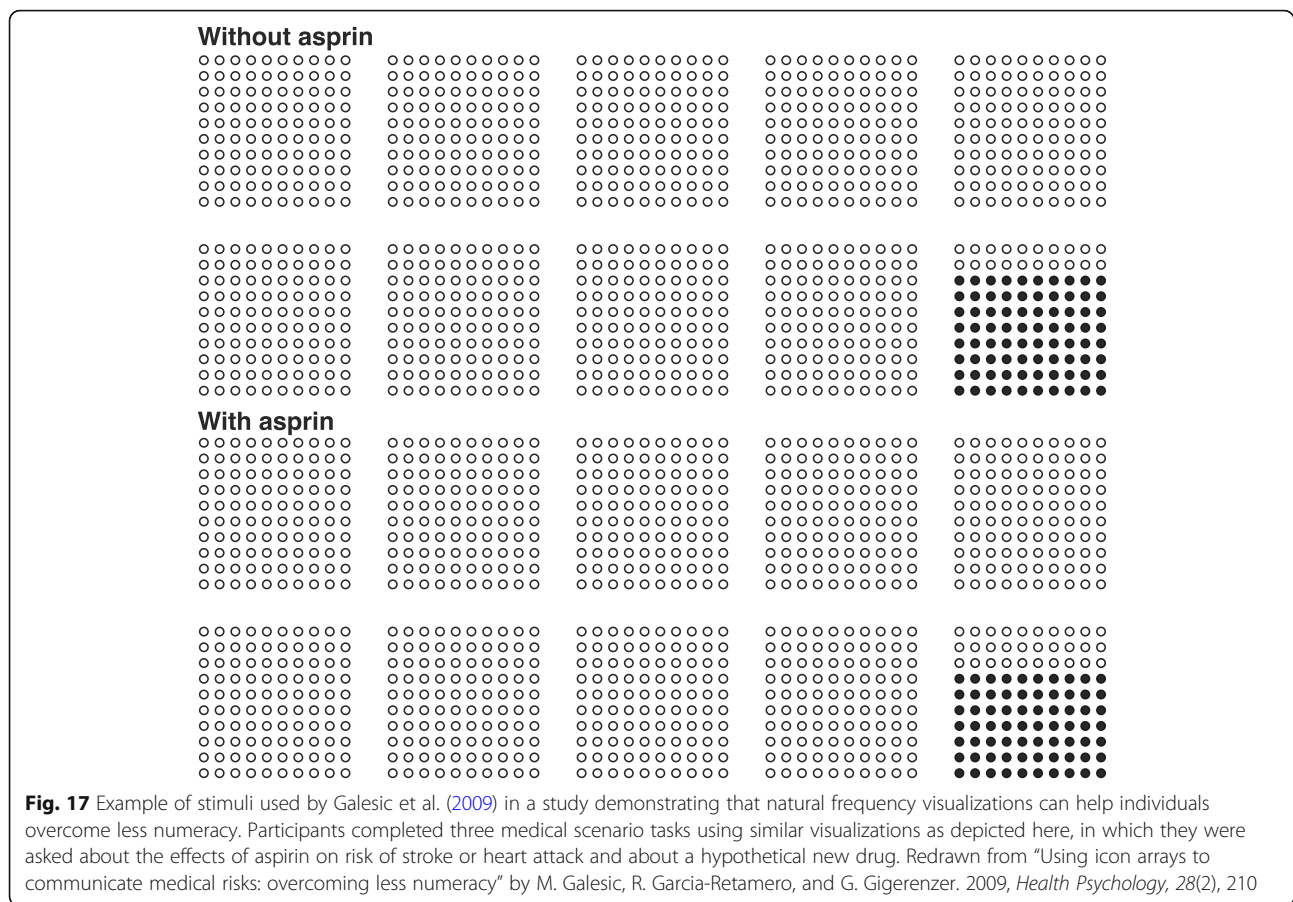 Without asprin
With asprin
Fig. 17 Example of stimuli used by Galesic et al. (2009) in a study demonstrating that natural frequency visualizations can help individuals
overcome less numeracy. Participants completed three medical scenario tasks using similar visualizations as depicted here, in which they were
asked about the effects of aspirin on risk of stroke or heart attack and about a hypothetical new drug. Redrawn from “Using icon arrays to
communicate medical risks: overcoming less numeracy” by M. Galesic, R. Garcia-Retamero, and G. Gigerenzer. 2009, Health Psychology, 28(2), 210